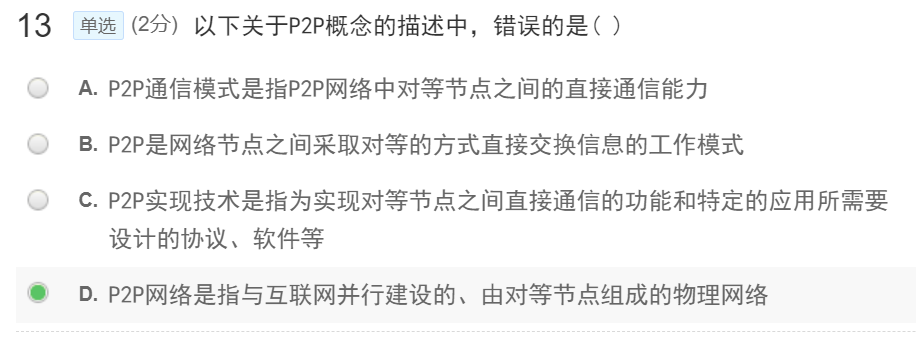 13 单选 (2分) 以下关于P2P概念的描述中，错误的是( )
A. P2P通信模式是指P2P网络中对等节点之间的直接通信能力
B. P2P是网络节点之间采取对等的方式直接交换信息的工作模式
C. P2P实现技术是指为实现对等节点之间直接通信的功能和特定的应用所需要
设计的协议、软件等
D. P2P网络是指与互联网并行建设的、由对等节点组成的物理网络